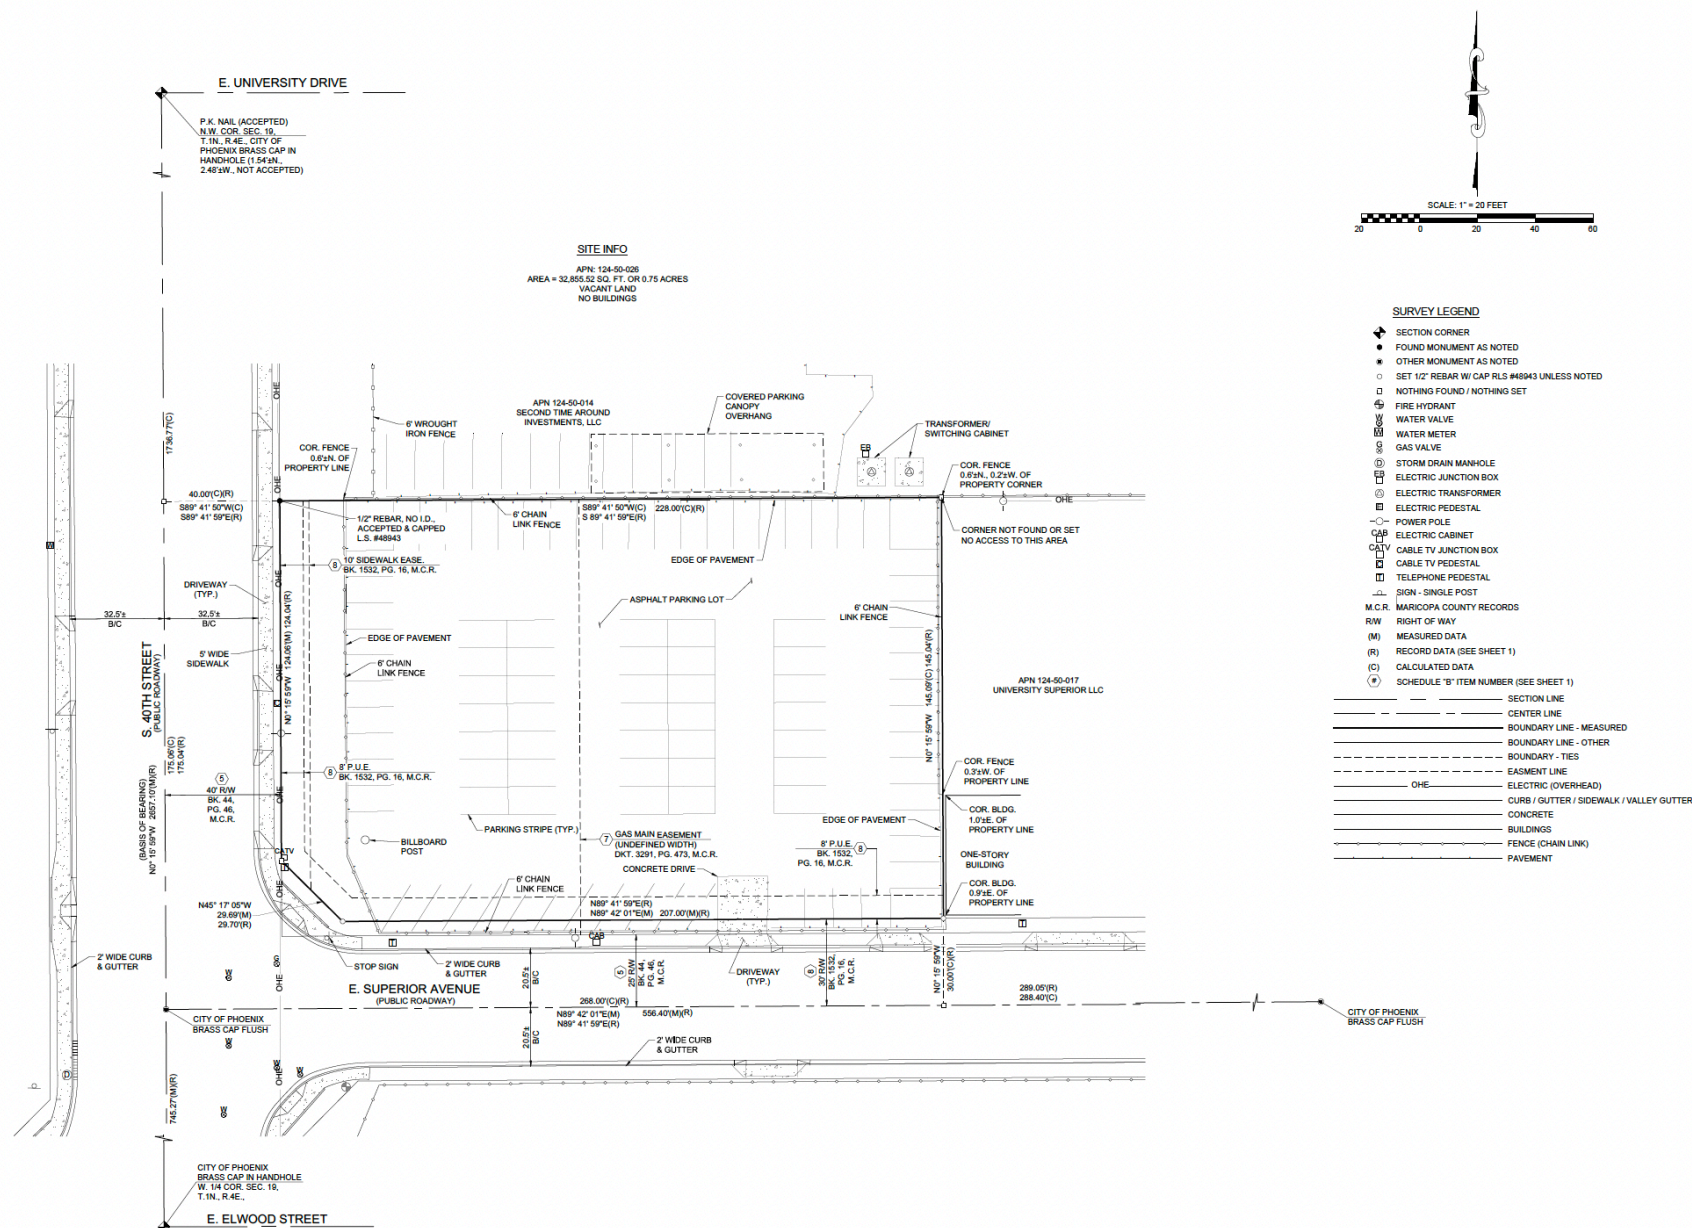 E. UNIVERSITY DRIVE
P.K. NAIL (ACCEPTED)
N.W. COR. SEC. 19,
T.1N., R.4E., CITY OF
PHOENIX BRASS CAP IN
HANDHOLE (1.54'±N.,
2.48'±W., NOT ACCEPTED)
SCALE: 1" = 20 FEET
20 0 20 40 60
SITE INFO
APN: 124-50-026
AREA = 32,855.52 SQ. FT. OR 0.75 ACRES
VACANT LAND
NO BUILDINGS
SURVEY LEGEND
SECTION CORNER
FOUND MONUMENT AS NOTED
OTHER MONUMENT AS NOTED
SET 1/2" REBAR W/ CAP RLS #48943 UNLESS NOTED
NOTHING FOUND / NOTHING SET
FIRE HYDRANT
W WATER VALVE
W WATER METER
G GAS VALVE
D STORM DRAIN MANHOLE
EB ELECTRIC JUNCTION BOX
ELECTRIC TRANSFORMER
E ELECTRIC PEDESTAL
POWER POLE
CAB ELECTRIC CABINET
CATV CABLE TV JUNCTION BOX
C CABLE TV PEDESTAL
T TELEPHONE PEDESTAL
SIGN - SINGLE POST
M.C.R. MARICOPA COUNTY RECORDS
R/W RIGHT OF WAY
(M) MEASURED DATA
(R) RECORD DATA (SEE SHEET 1)
(C) CALCULATED DATA
# SCHEDULE "B" ITEM NUMBER (SEE SHEET 1)
SECTION LINE
CENTER LINE
BOUNDARY LINE - MEASURED
BOUNDARY LINE - OTHER
BOUNDARY - TIES
EASMENT LINE
OHE ELECTRIC (OVERHEAD)
CURB / GUTTER / SIDEWALK / VALLEY GUTTER
CONCRETE
BUILDINGS
FENCE (CHAIN LINK)
PAVEMENT
1736.77'(C)
OHE
OHE
6' WROUGHT
IRON FENCE
APN 124-50-014
SECOND TIME AROUND
INVESTMENTS, LLC
COVERED PARKING
CANOPY
OVERHANG
TRANSFORMER/
SWITCHING CABINET
EB
COR. FENCE
0.6'±N. OF
PROPERTY LINE
COR. FENCE
0.6'±N., 0.2'±W. OF
PROPERTY CORNER
40.00'(C)(R)
S89° 41' 50"W(C)
S89° 41' 59"E(R)
1/2" REBAR, NO I.D.,
ACCEPTED & CAPPED
L.S. #48943
6' CHAIN
LINK FENCE
S89° 41' 50"W(C)
S 89° 41' 59"E(R)
228.00'(C)(R)
OHE
CORNER NOT FOUND OR SET
NO ACCESS TO THIS AREA
EDGE OF PAVEMENT
8
10' SIDEWALK EASE.
BK. 1532, PG. 16, M.C.R.
DRIVEWAY
(TYP.)
OHE
ASPHALT PARKING LOT
6' CHAIN
LINK FENCE
32.5'±
B/C
32.5'±
B/C
N0° 15' 59"W 124.06'(M) 124.04'(R)
EDGE OF PAVEMENT
5' WIDE
SIDEWALK
OHE
6' CHAIN
LINK FENCE
N0° 15' 59"W 145.09'(C) 145.04'(R)
APN 124-50-017
UNIVERSITY SUPERIOR LLC
S. 40TH STREET
(PUBLIC ROADWAY)
175.06'(C)
175.04'(R)
(BASIS OF BEARING)
N0° 15' 59"W 2657.10'(M)(R)
5
40' R/W
BK. 44,
PG. 46,
M.C.R.
8
8' P.U.E.
BK. 1532, PG. 16, M.C.R.
OHE
COR. FENCE
0.3'±W. OF
PROPERTY LINE
COR. BLDG.
1.0'±E. OF
PROPERTY LINE
PARKING STRIPE (TYP.)
7
GAS MAIN EASEMENT
(UNDEFINED WIDTH)
DKT. 3291, PG. 473, M.C.R.
EDGE OF PAVEMENT
8' P.U.E.
BK. 1532,
PG. 16, M.C.R.
8
BILLBOARD
POST
CATV
ONE-STORY
BUILDING
CONCRETE DRIVE
6' CHAIN
LINK FENCE
OHE
COR. BLDG.
0.9'±E. OF
PROPERTY LINE
N45° 17' 05"W
29.69'(M)
29.70'(R)
N89° 41' 59"E(R)
N89° 42' 01"E(M) 207.00'(M)(R)
CAB
2' WIDE CURB
& GUTTER
STOP SIGN
2' WIDE CURB
& GUTTER
20.5'±
B/C
5
25' R/W
BK. 44,
PG. 46,
M.C.R.
DRIVEWAY
(TYP.)
8
30' R/W
BK. 1532,
PG. 16,
M.C.R.
N0° 15' 59"W
30.00'(C)(R)
OHE
E. SUPERIOR AVENUE
(PUBLIC ROADWAY)
268.00'(C)(R)
289.05'(R)
288.40'(C)
CITY OF PHOENIX
BRASS CAP FLUSH
N89° 42' 01"E(M)
N89° 41' 59"E(R)
556.40'(M)(R)
CITY OF PHOENIX
BRASS CAP FLUSH
20.5'±
B/C
2' WIDE CURB
& GUTTER
OHE
745.27'(M)(R)
CITY OF PHOENIX
BRASS CAP IN HANDHOLE
W. 1/4 COR. SEC. 19,
T.1N., R.4E.,
E. ELWOOD STREET